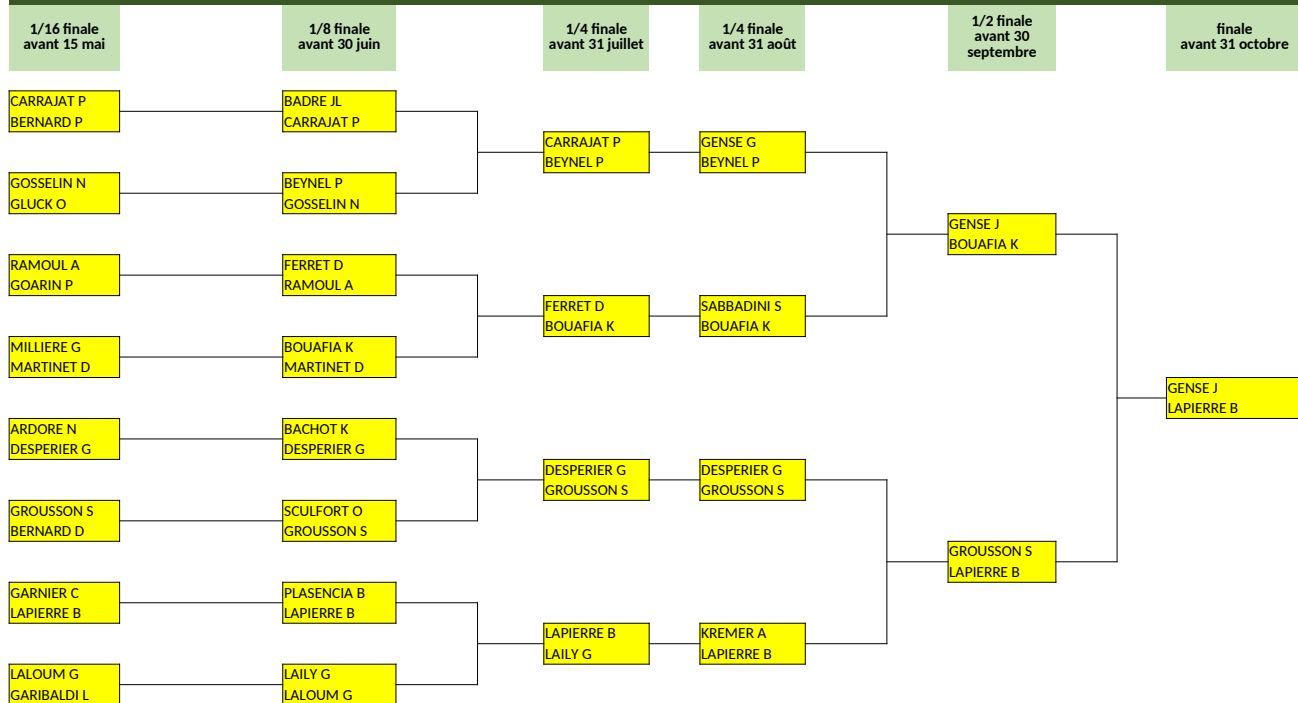 1/16 finale
avant 15 mai
1/8 finale
avant 30 juin
1/4 finale
avant 31 juillet
1/4 finale
avant 31 août
1/2 finale
avant 30
septembre
finale
avant 31 octobre
CARRAJAT P
BERNARD P
GOSSELIN N
GLUCK O
RAMOUL A
GOARIN P
MILLIERE G
MARTINET D
ARDORE N
DESPERIER G
GROUSSON S
BERNARD D
GARNIER C
LAPIERRE B
LALOUM G
GARIBALDI L
BADRE JL
CARRAJAT P
BEYNEL P
GOSSELIN N
FERRET D
RAMOUL A
BOUAFIA K
MARTINET D
BACHOT K
DESPERIER G
SCULFORT O
GROUSSON S
PLASENCIA B
LAPIERRE B
LAILY G
LALOUM G
CARRAJAT P
BEYNEL P
FERRET D
BOUAFIA K
DESPERIER G
GROUSSON S
LAPIERRE B
LAILY G
GENSE G
BEYNEL P
SABBADINI S
BOUAFIA K
DESPERIER G
GROUSSON S
KREMER A
LAPIERRE B
GENSE J
BOUAFIA K
GROUSSON S
LAPIERRE B
GENSE J
LAPIERRE B